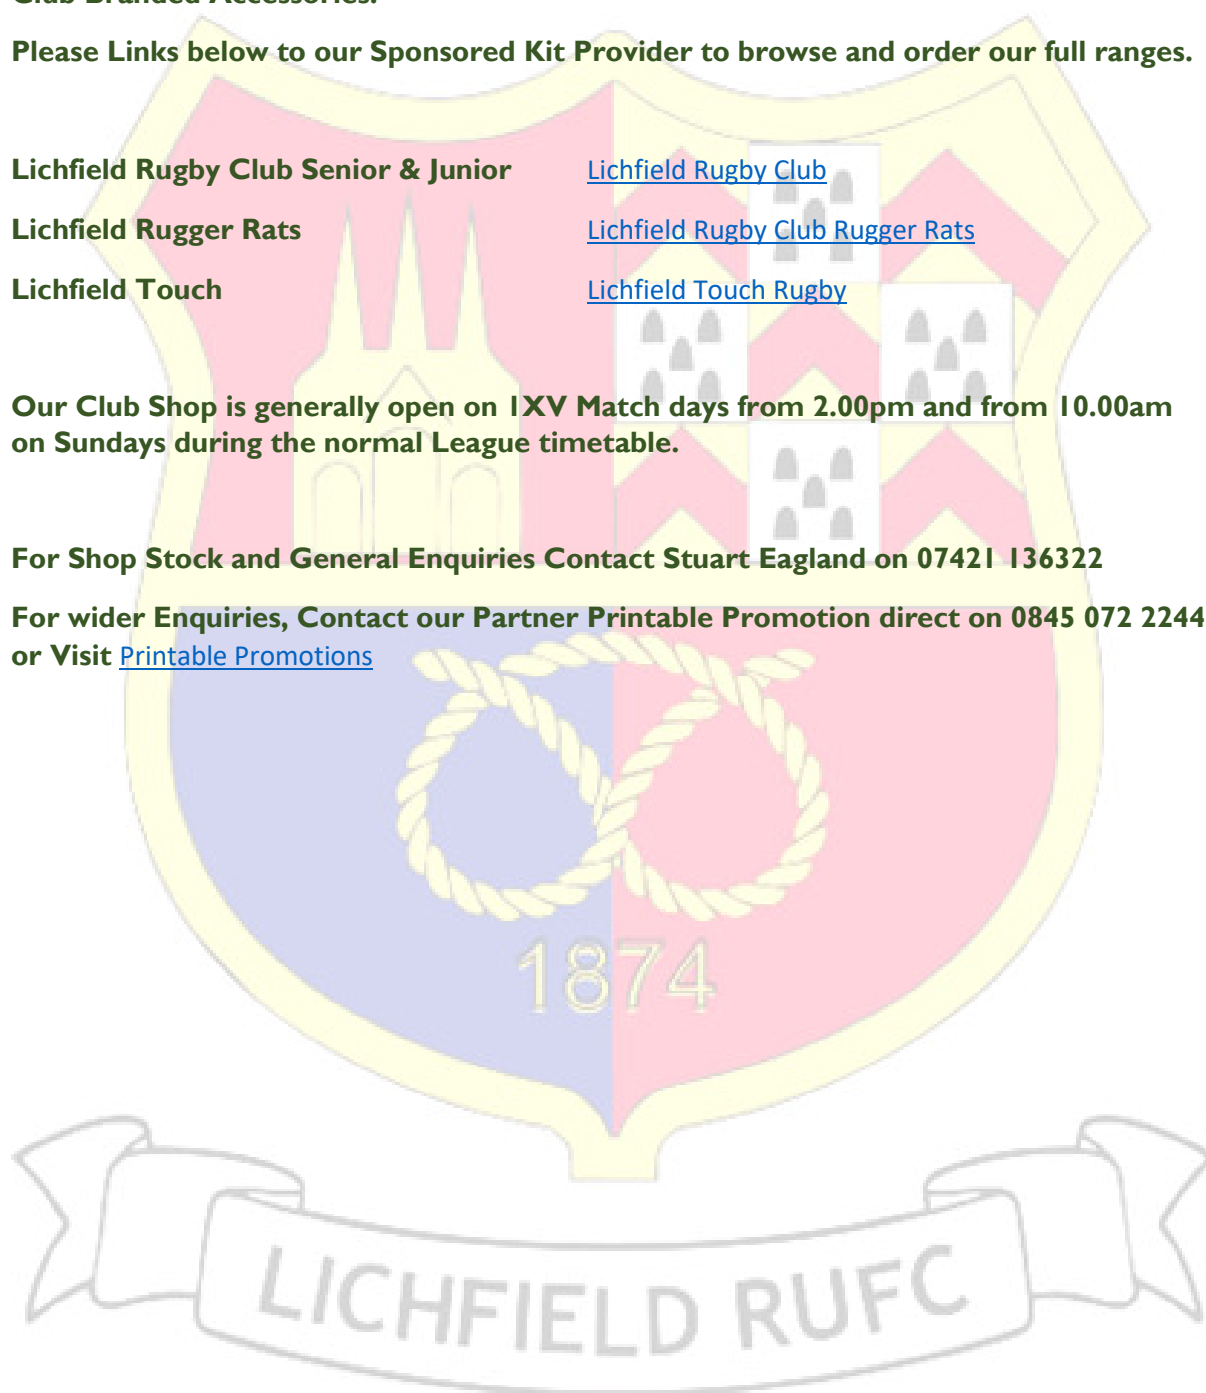 Club Branded Accessories.
Please Links below to our Sponsored Kit Provider to browse and order our full ranges.
Lichfield Rugby Club Senior & Junior Lichfield Rugby Club
Lichfield Rugger Rats Lichfield Rugby Club Rugger Rats
Lichfield Touch Lichfield Touch Rugby
Our Club Shop is generally open on 1XV Match days from 2.00pm and from 10.00am
on Sundays during the normal League timetable.
For Shop Stock and General Enquiries Contact Stuart Eagland on 07421 136322
For wider Enquiries, Contact our Partner Printable Promotion direct on 0845 072 2244
or Visit Printable Promotions
1874
LICHFIELD RUFC